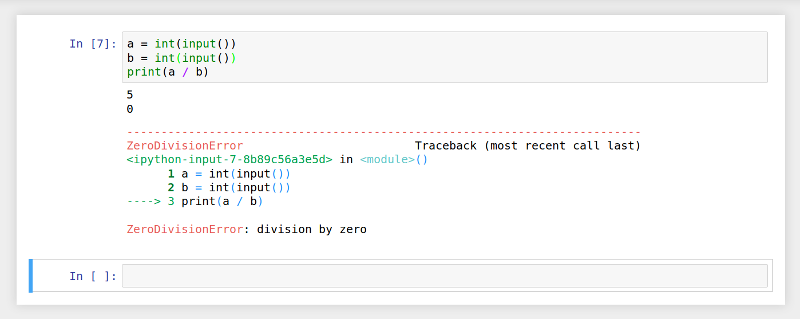 In [7]: a = int(input())
b = int(input())
print(a / b)
5
0
---------------------------------------------------------------------------
ZeroDivisionError                         Traceback (most recent call last)
<ipython-input-7-8b89c56a3e5d> in <module>()
      1 a = int(input())
      2 b = int(input())
----> 3 print(a / b)
ZeroDivisionError: division by zero
In [ ]: